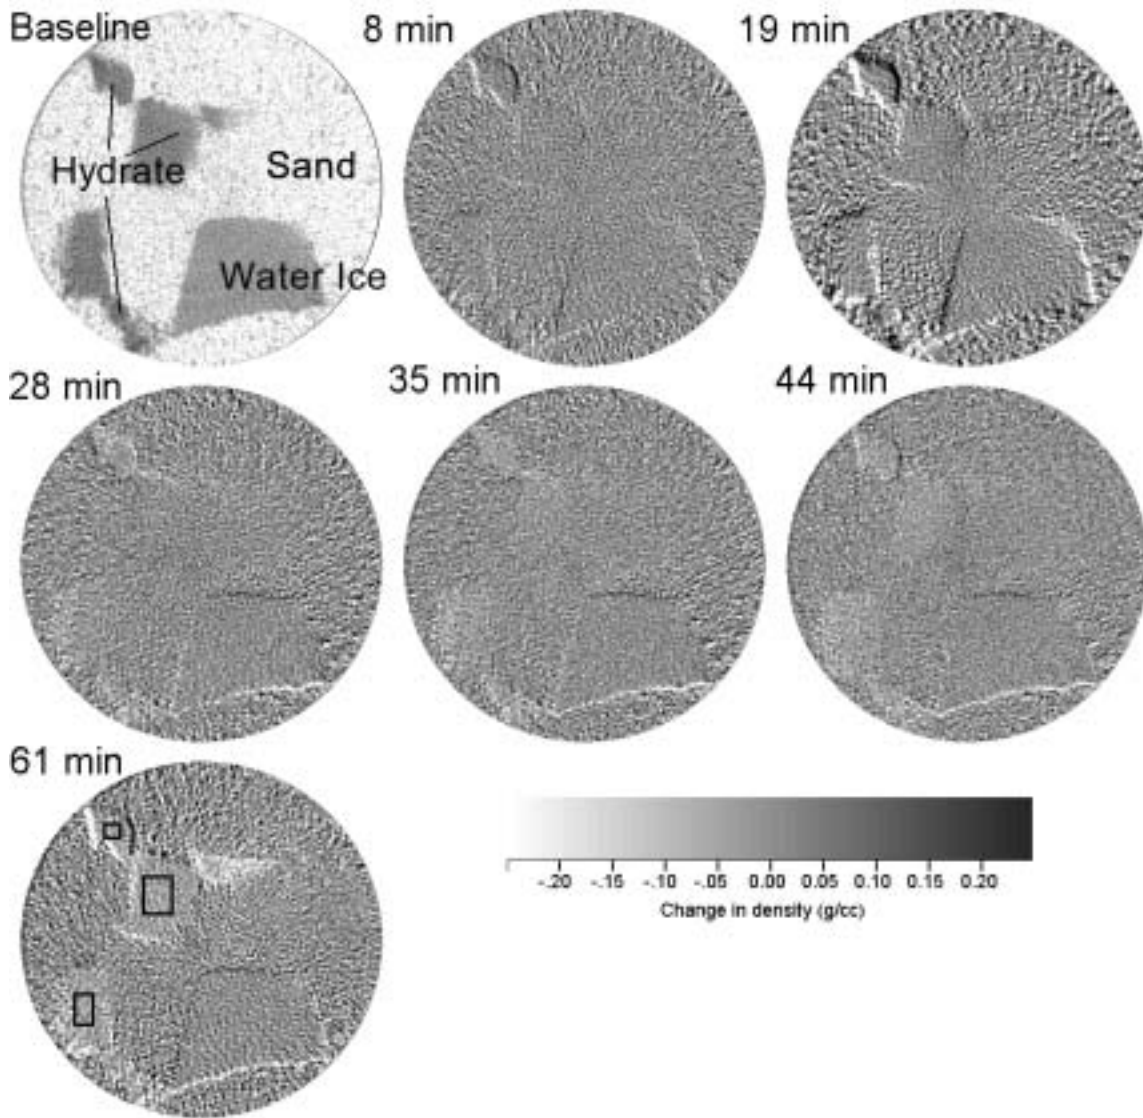 Baseline
8 min
19 min
Hydrate
Sand
Water Ice
28 min
35 min
44 min
61 min
-.20 -.15 -.10 -.05 0.00 0.05 0.10 0.15 0.20
Change in density (g/cc)